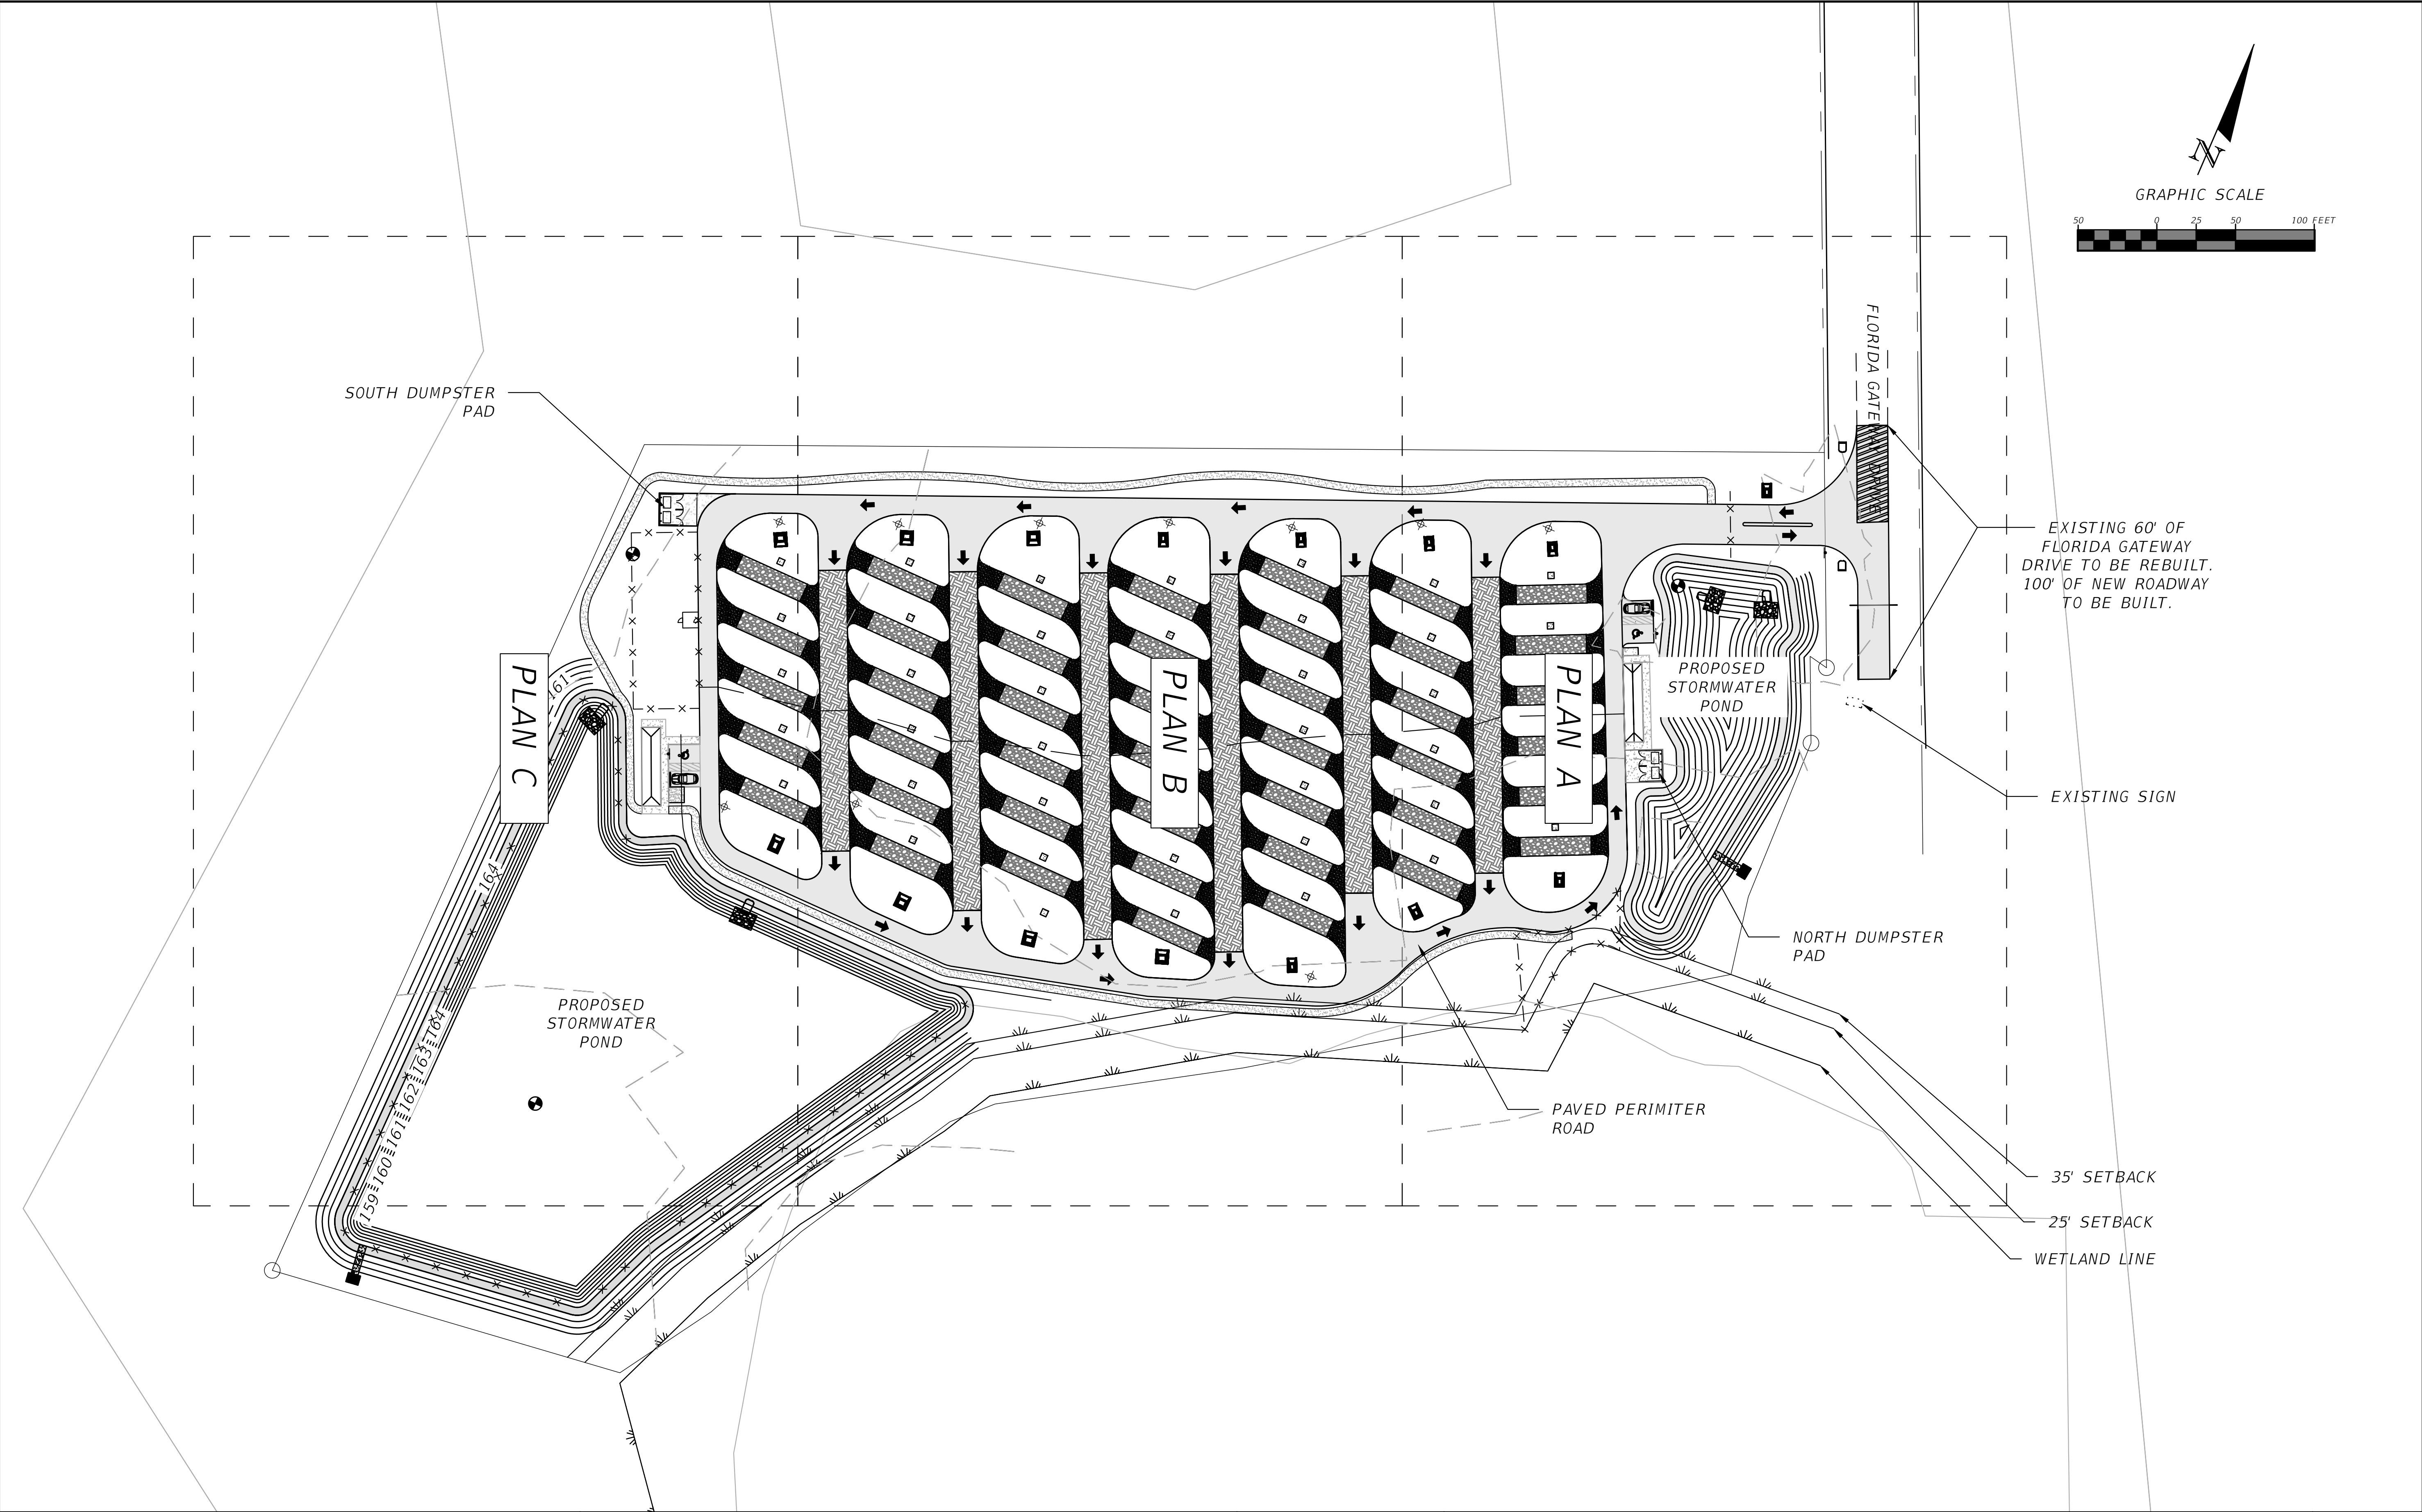 N
GRAPHIC SCALE
50 0 25 50 100 FEET
FLORIDA GATEWAY DRIVE
SOUTH DUMPSTER
PAD
EXISTING 60' OF
FLORIDA GATEWAY
DRIVE TO BE REBUILT.
100' OF NEW ROADWAY
TO BE BUILT.
PLAN C
PLAN B
PLAN A
PROPOSED
STORMWATER
POND
EXISTING SIGN
161
164
164
163
162
161
160
159
PROPOSED
STORMWATER
POND
NORTH DUMPSTER
PAD
PAVED PERIMITER
ROAD
35' SETBACK
25' SETBACK
WETLAND LINE